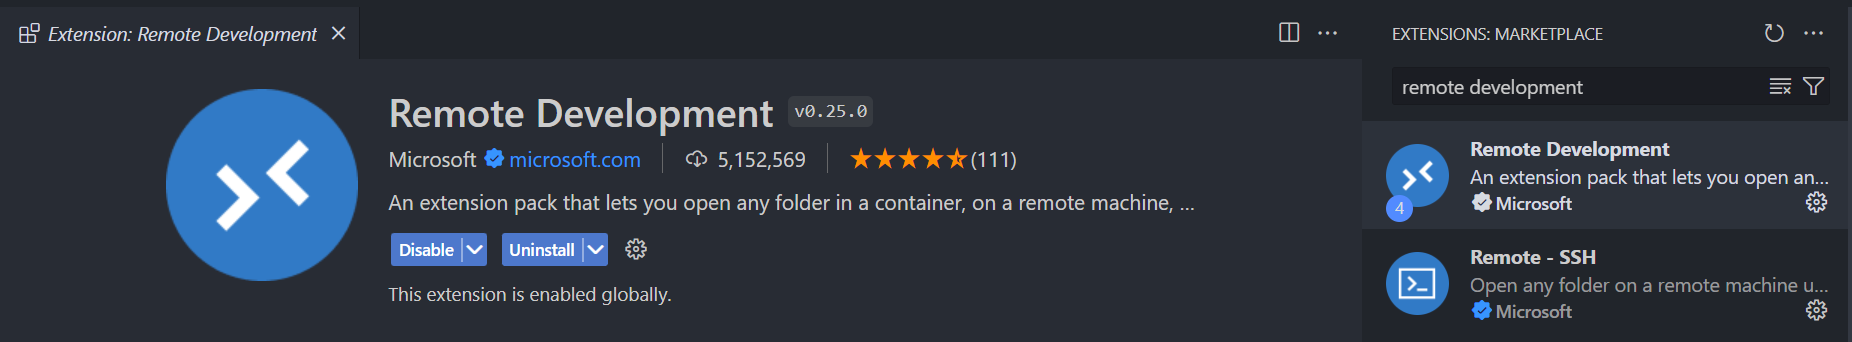 Extension: Remote Development
EXTENSIONS: MARKETPLACE
remote development
Remote Development v0.25.0
Microsoft microsoft.com 5,152,569 (111)
An extension pack that lets you open any folder in a container, on a remote machine, ...
Disable Uninstall
This extension is enabled globally.
Remote Development
An extension pack that lets you open an...
4
Microsoft
Remote - SSH
Open any folder on a remote machine u...
Microsoft